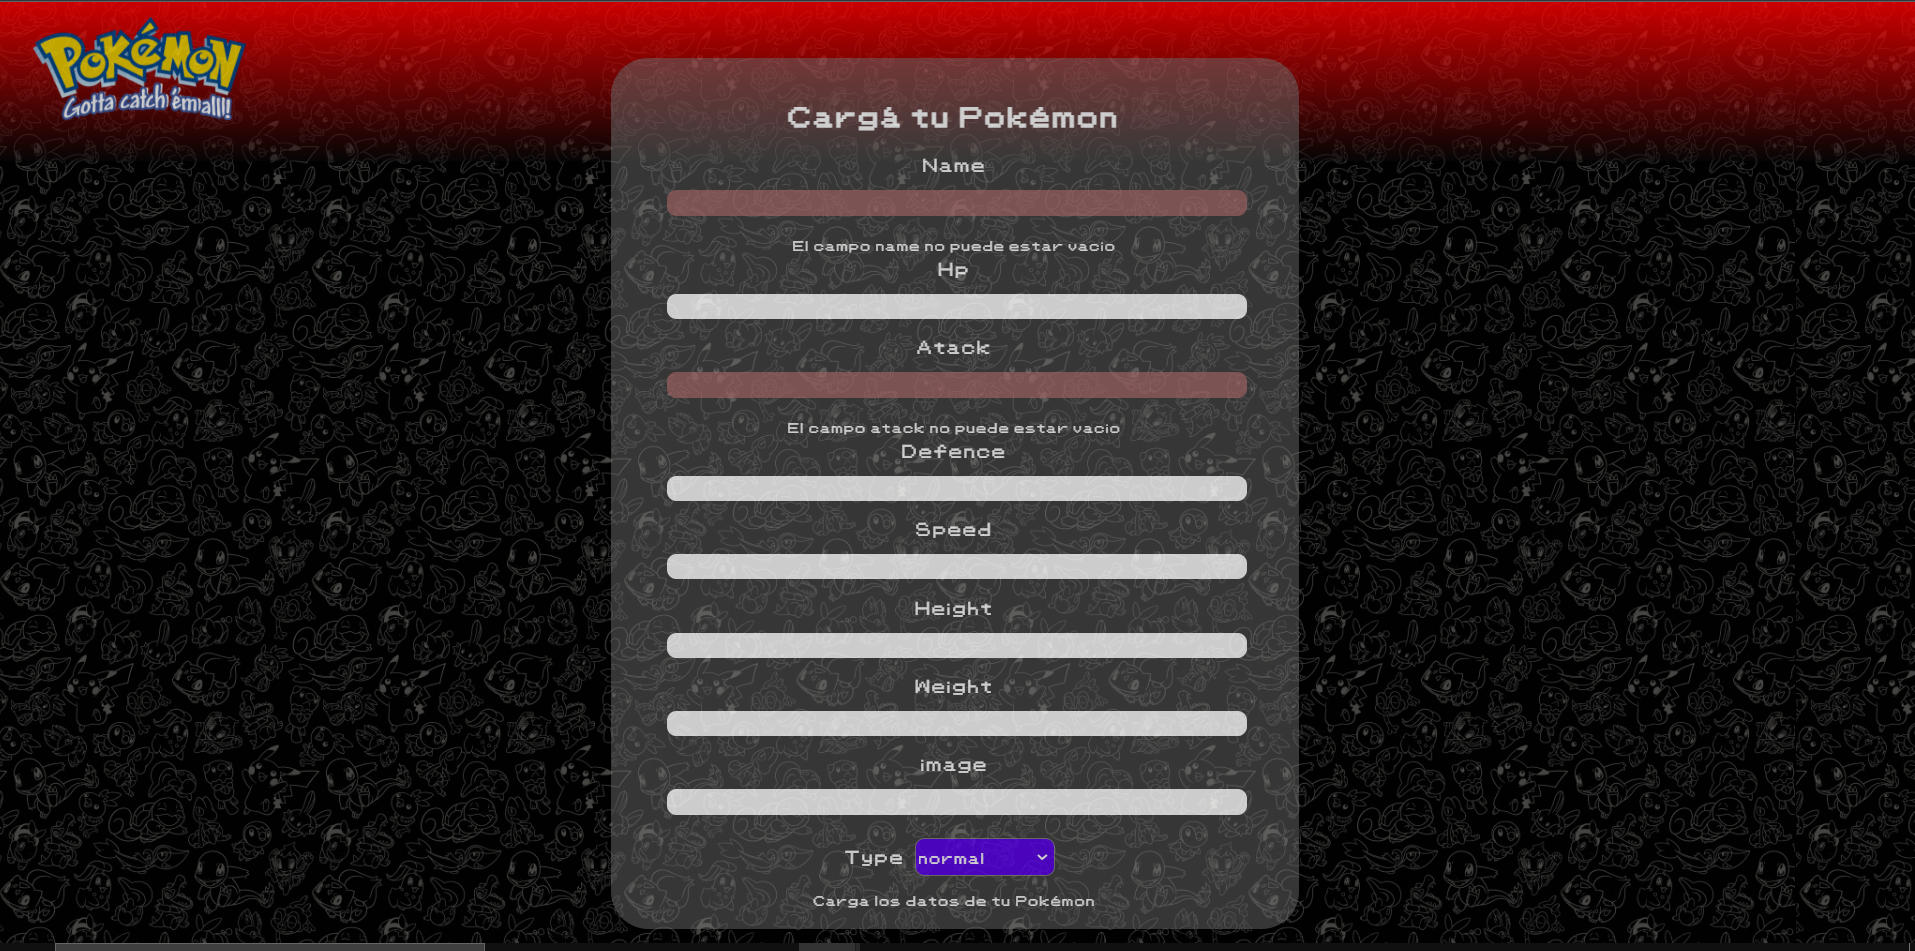 POKÉMON
Gotta catch 'em all!
Cargá tu Pokémon
Name
El campo name no puede estar vacio
Hp
Atack
El campo atack no puede estar vacio
Defence
Speed
Height
Weight
image
Type normal
Carga los datos de tu Pokémon